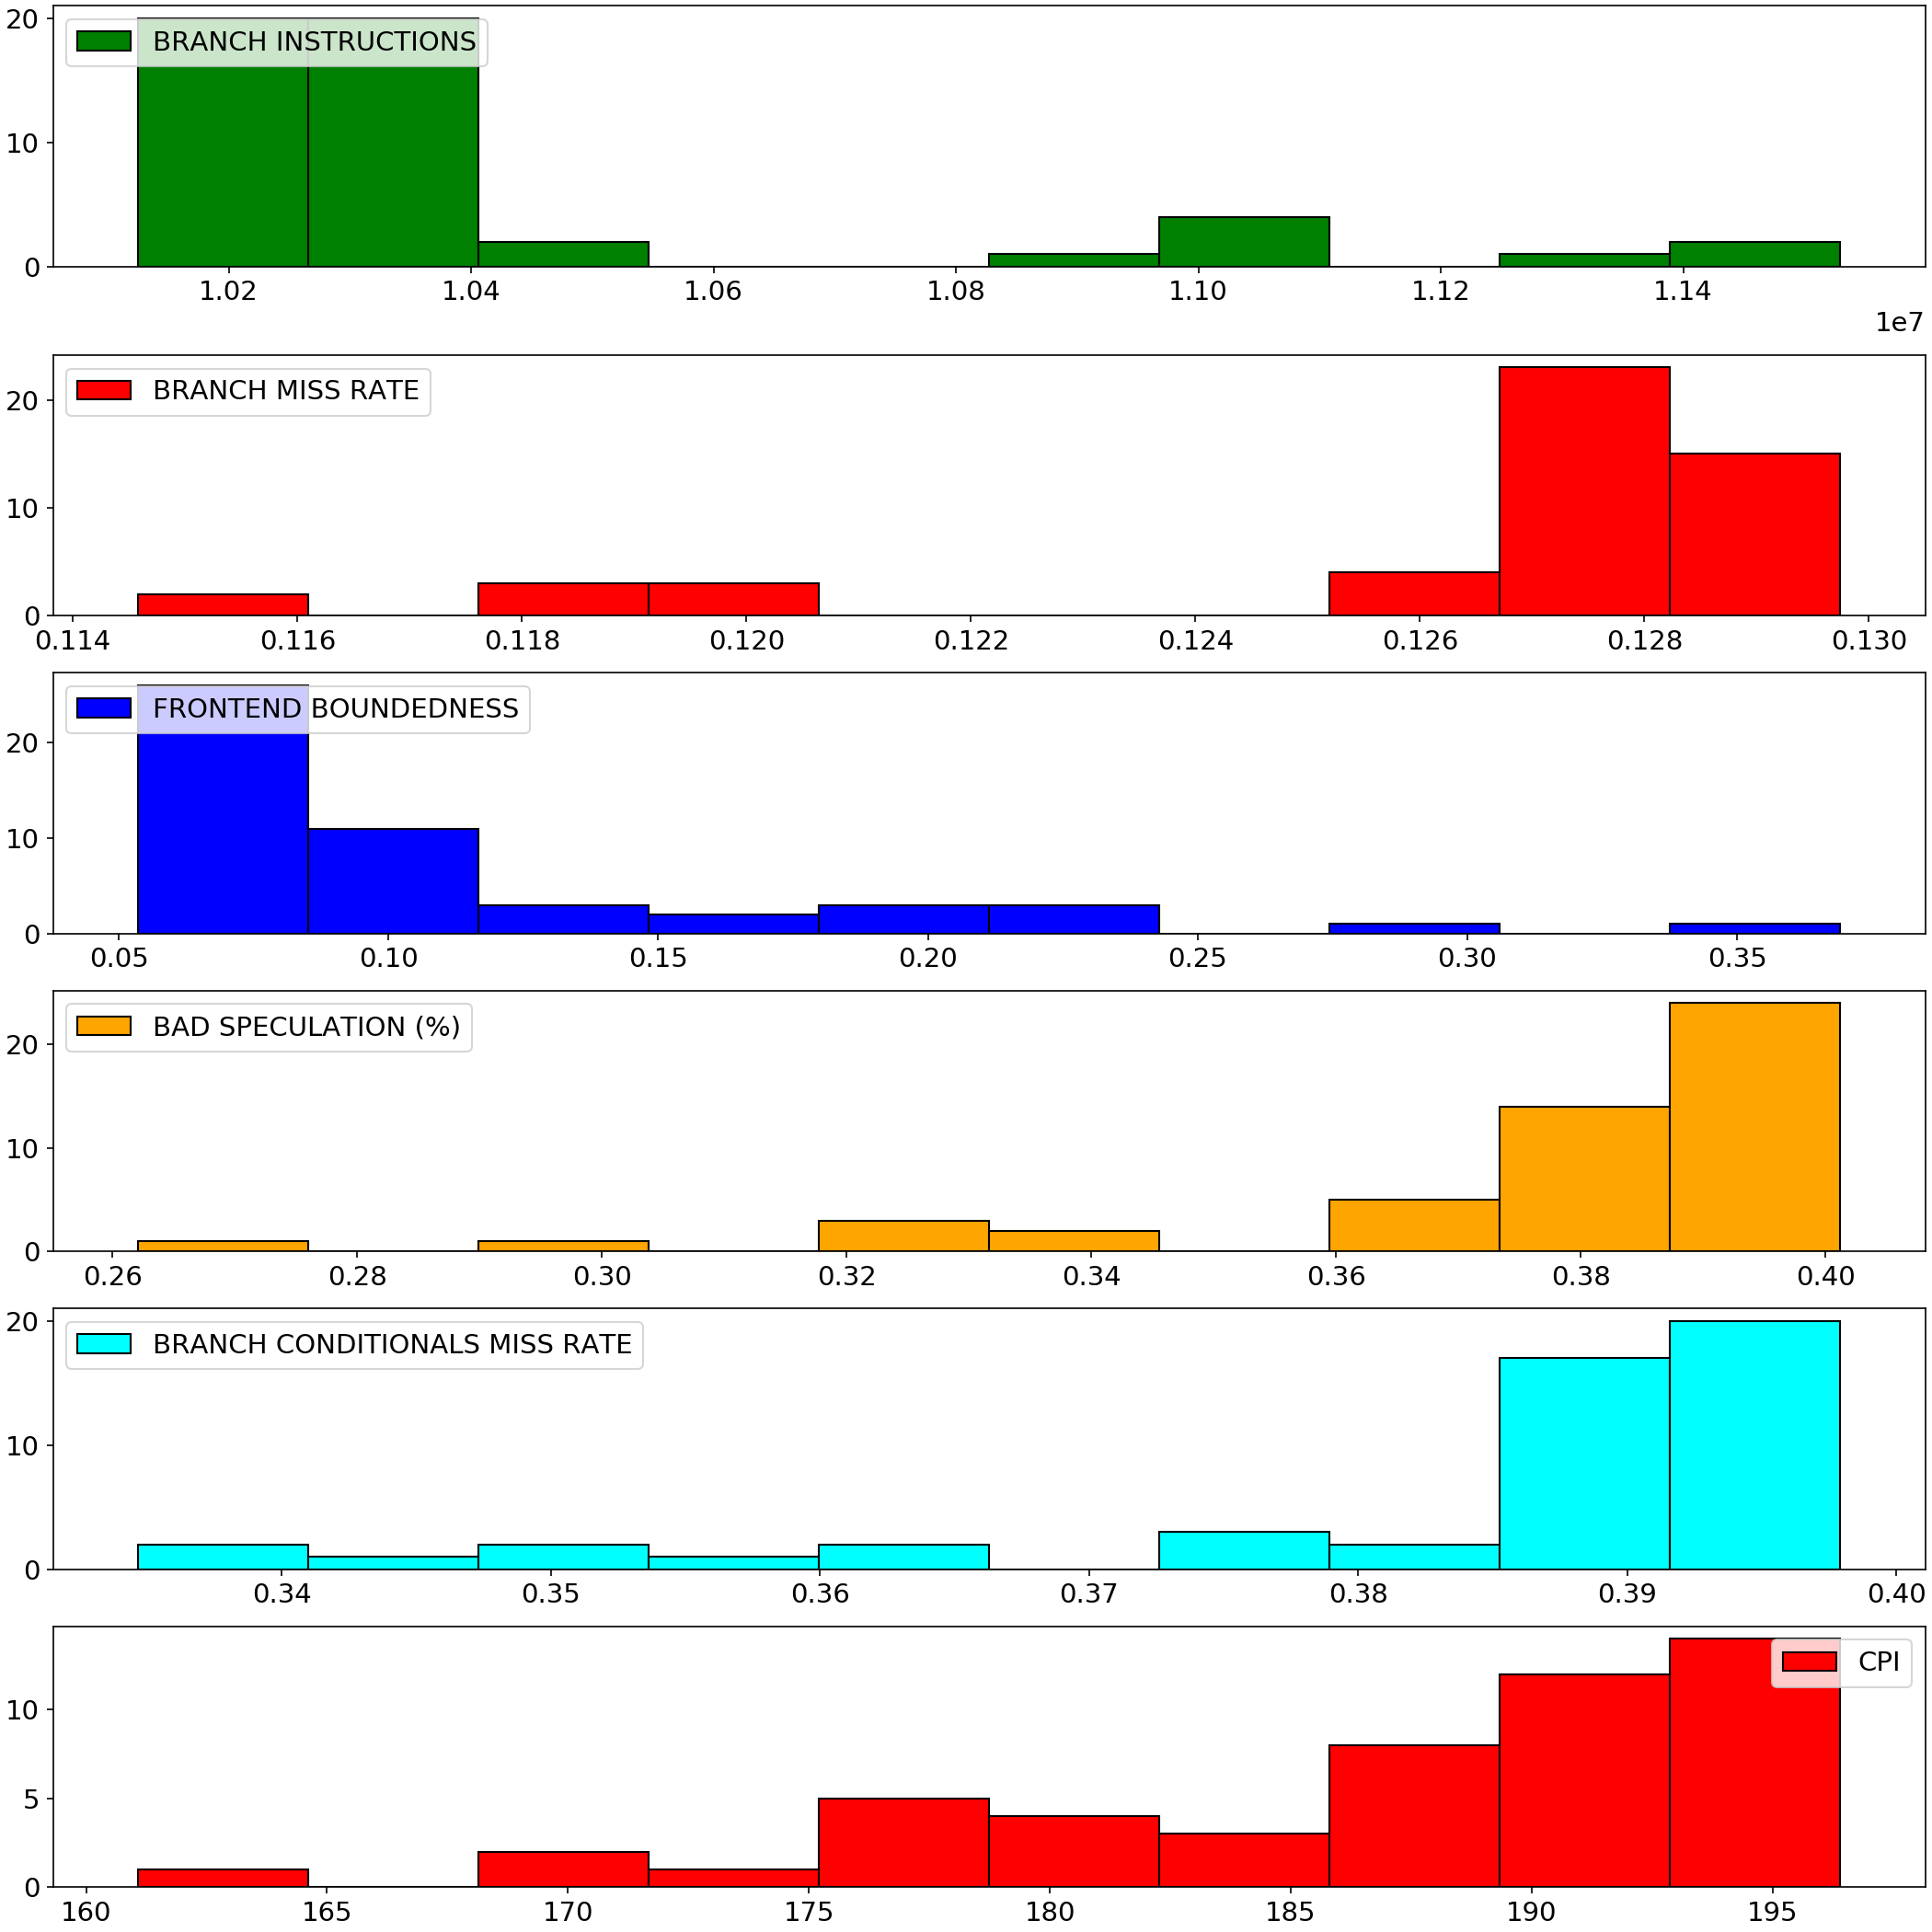 BRANCH INSTRUCTIONS
20
10
0
1.02 1.04 1.06 1.08 1.10 1.12 1.14
1e7
BRANCH MISS RATE
20
10
0
0.114 0.116 0.118 0.120 0.122 0.124 0.126 0.128 0.130
FRONTEND BOUNDEDNESS
20
10
0
0.05 0.10 0.15 0.20 0.25 0.30 0.35
BAD SPECULATION (%)
20
10
0
0.26 0.28 0.30 0.32 0.34 0.36 0.38 0.40
BRANCH CONDITIONALS MISS RATE
20
10
0
0.34 0.35 0.36 0.37 0.38 0.39 0.40
CPI
10
5
0
160 165 170 175 180 185 190 195